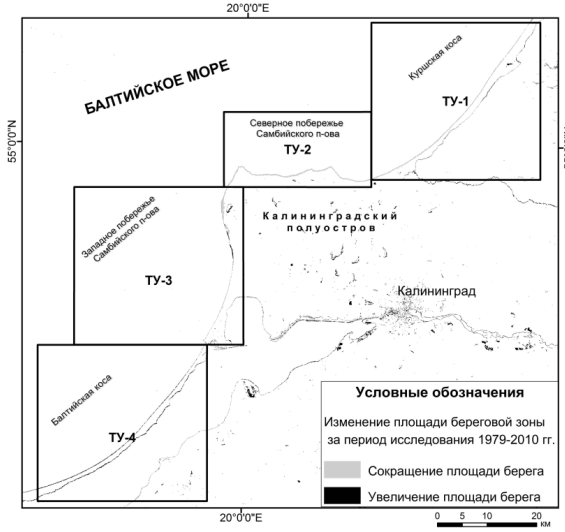 20°0'0"E
БАЛТИЙСКОЕ МОРЕ
Куршская коса
ТУ-1
Северное побережье
Самбийского п-ова
ТУ-2
55°0'0"N
Западное побережье
Самбийского п-ова
ТУ-3
Калининградский
полуостров
Калининград
Балтийская коса
ТУ-4
Условные обозначения
Изменение площади береговой зоны
за период исследования 1979-2010 гг.
Сокращение площади берега
Увеличение площади берега
20°0'0"E
0 5 10 20
км